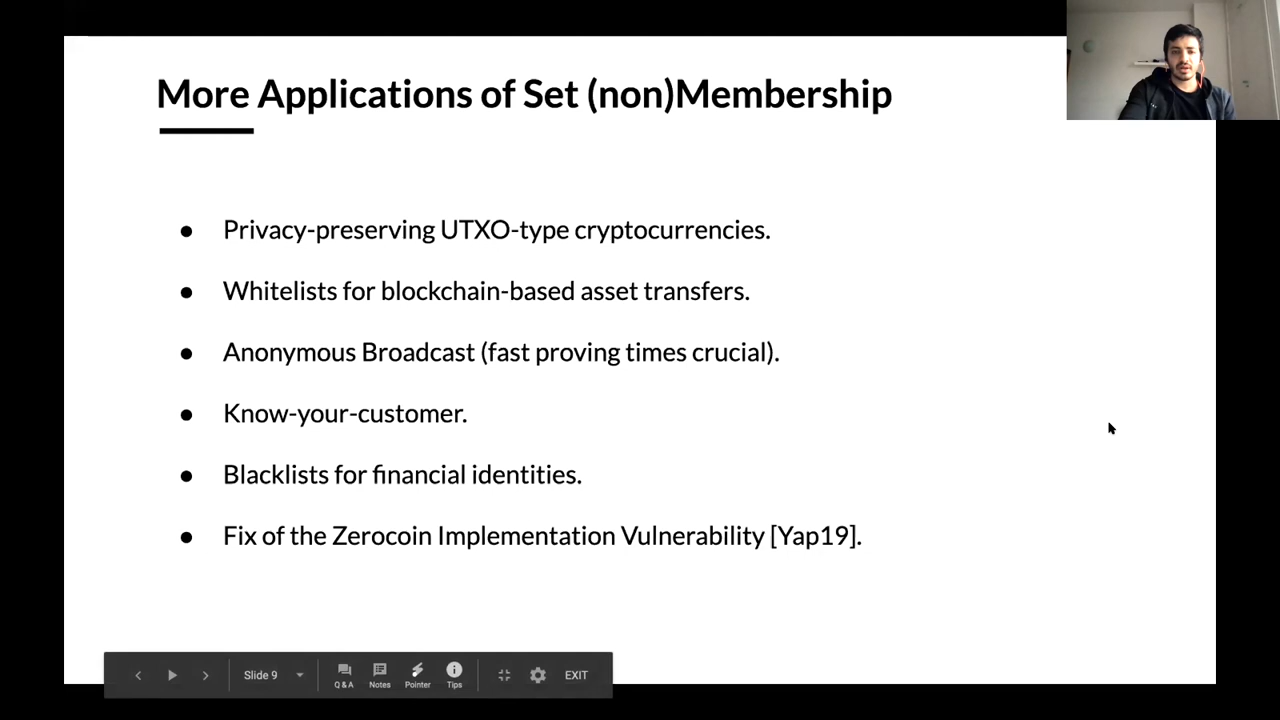 More Applications of Set (non)Membership
● Privacy-preserving UTXO-type cryptocurrencies.
● Whitelists for blockchain-based asset transfers.
● Anonymous Broadcast (fast proving times crucial).
● Know-your-customer.
● Blacklists for financial identities.
● Fix of the Zerocoin Implementation Vulnerability [Yap19].
Slide 9 Q & A Notes Pointer Tips EXIT